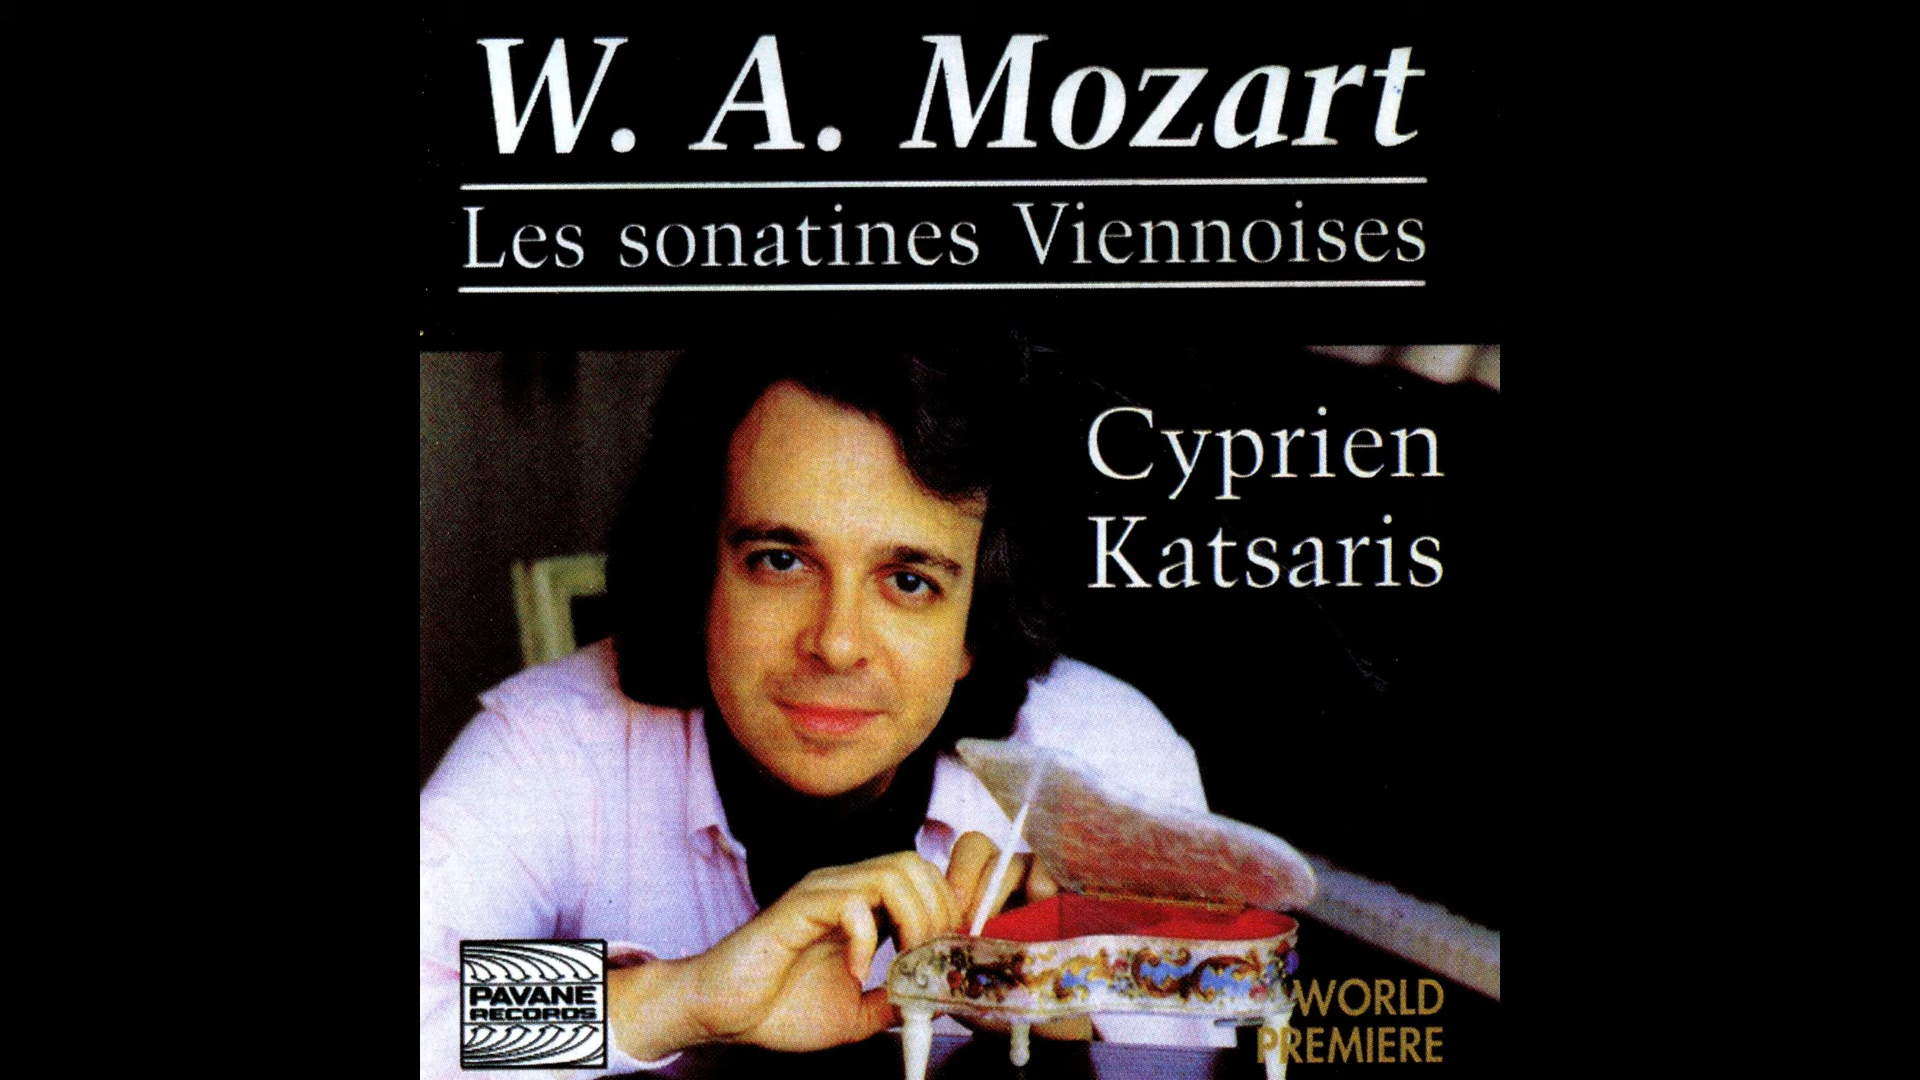 W. A. Mozart
Les sonatines Viennoises
Cyprien
Katsaris
PAVANE
RECORDS
WORLD
PREMIERE